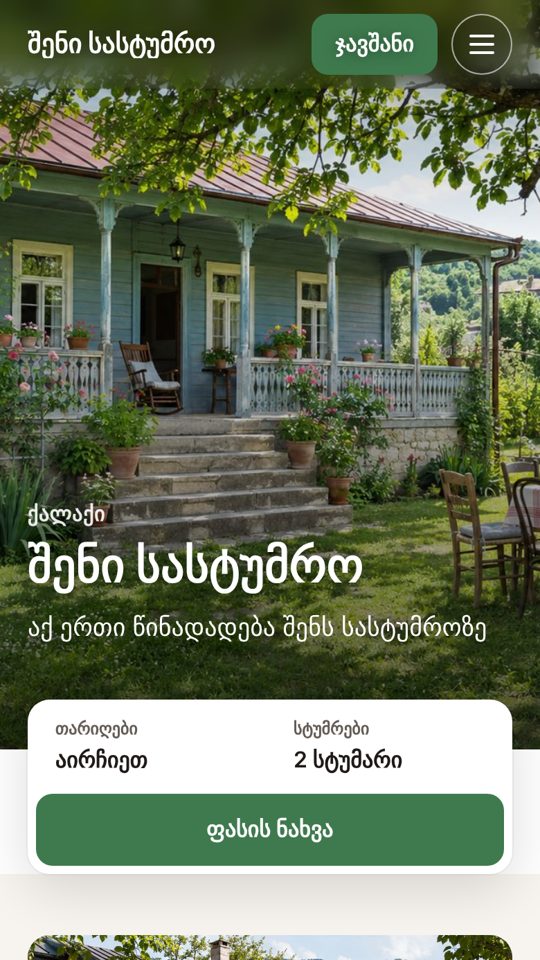 შენი სასტუმრო
ჯავშანი
ქალაქი
შენი სასტუმრო
აქ ერთი წინადადება შენს სასტუმროზე
თარიღები
სტუმრები
აირჩიეთ
2 სტუმარი
ფასის ნახვა